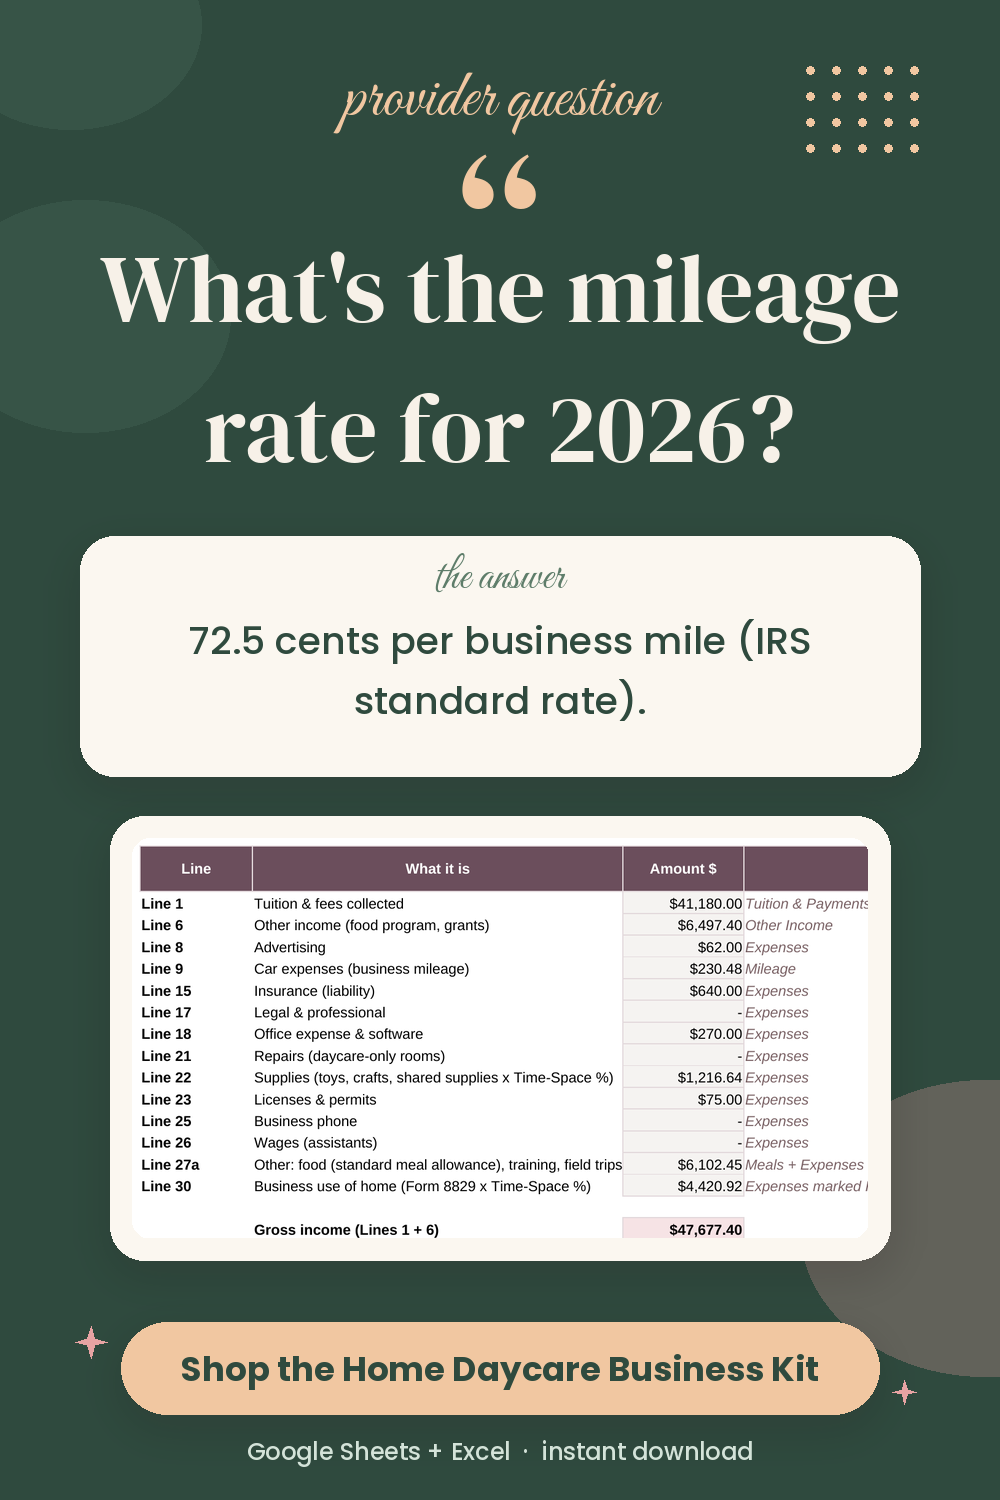 provider question
“
What's the mileage
rate for 2026?
the answer
72.5 cents per business mile (IRS
standard rate).
Line What it is Amount $
Line 1 Tuition & fees collected $41,180.00 Tuition & Payments
Line 6 Other income (food program, grants) $6,497.40 Other Income
Line 8 Advertising $62.00 Expenses
Line 9 Car expenses (business mileage) $230.48 Mileage
Line 15 Insurance (liability) $640.00 Expenses
Line 17 Legal & professional - Expenses
Line 18 Office expense & software $270.00 Expenses
Line 21 Repairs (daycare-only rooms) - Expenses
Line 22 Supplies (toys, crafts, shared supplies x Time-Space %) $1,216.64 Expenses
Line 23 Licenses & permits $75.00 Expenses
Line 25 Business phone - Expenses
Line 26 Wages (assistants) - Expenses
Line 27a Other: food (standard meal allowance), training, field trips $6,102.45 Meals + Expenses
Line 30 Business use of home (Form 8829 x Time-Space %) $4,420.92 Expenses marked
Gross income (Lines 1 + 6) $47,677.40
Shop the Home Daycare Business Kit
Google Sheets + Excel · instant download